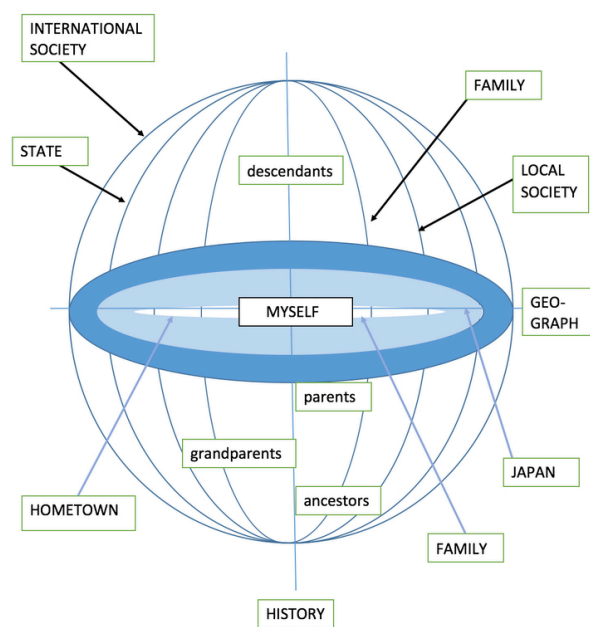 INTERNATIONAL
SOCIETY
FAMILY
STATE
descendants
LOCAL
SOCIETY
MYSELF
GEO-
GRAPH
parents
grandparents
JAPAN
ancestors
HOMETOWN
FAMILY
HISTORY